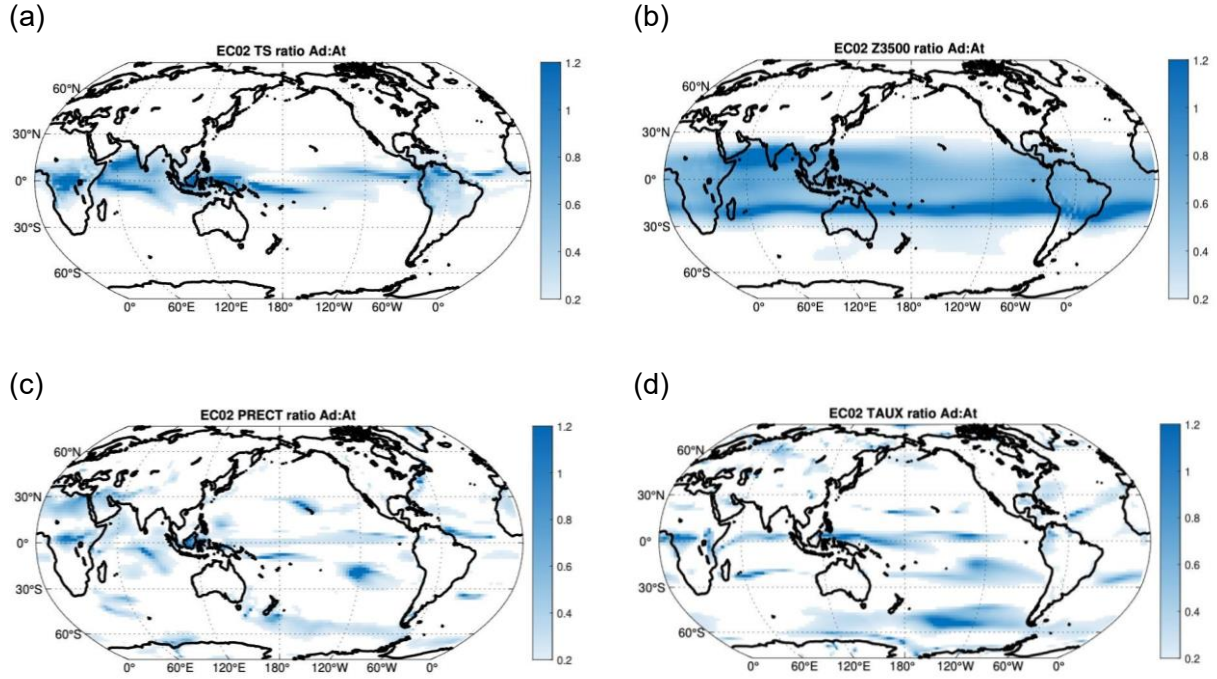 (a)
EC02 TS ratio Ad:At
60°N
30°N
0°
30°S
60°S
0° 60°E 120°E 180° 120°W 60°W 0°
1.2
1
0.8
0.6
0.4
0.2
(b)
EC02 Z3500 ratio Ad:At
60°N
30°N
0°
30°S
60°S
0° 60°E 120°E 180° 120°W 60°W 0°
1.2
1
0.8
0.6
0.4
0.2
(c)
EC02 PRECT ratio Ad:At
60°N
30°N
0°
30°S
60°S
0° 60°E 120°E 180° 120°W 60°W 0°
1.2
1
0.8
0.6
0.4
0.2
(d)
EC02 TAUX ratio Ad:At
60°N
30°N
0°
30°S
60°S
0° 60°E 120°E 180° 120°W 60°W 0°
1.2
1
0.8
0.6
0.4
0.2